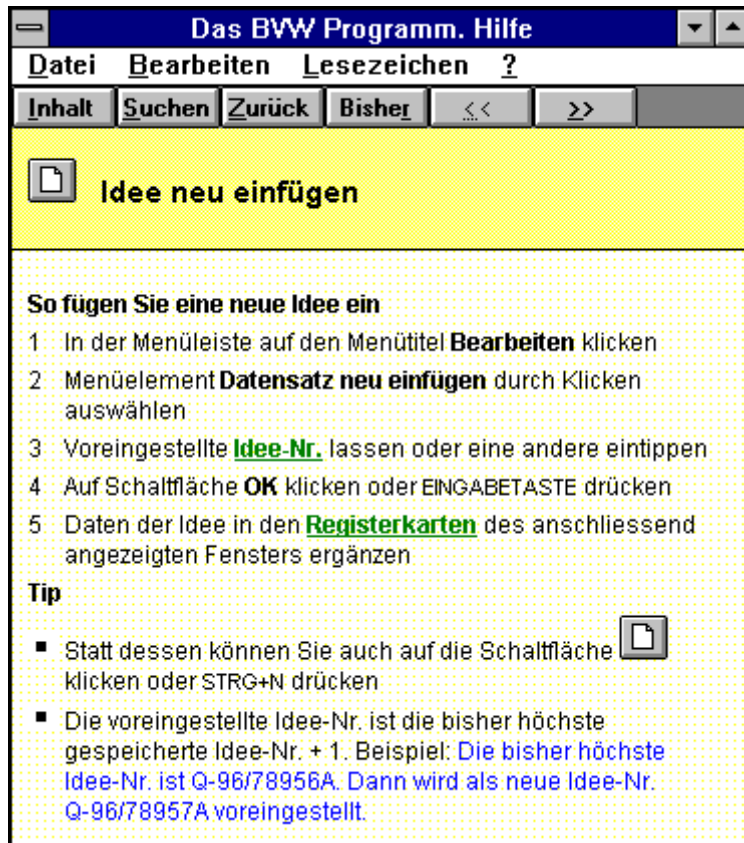 Das BVW Programm. Hilfe
Datei Bearbeiten Lesezeichen ?
Inhalt Suchen Zurück Bisher << >>
Idee neu einfügen
So fügen Sie eine neue Idee ein
1 In der Menüleiste auf den Menütitel Bearbeiten klicken
2 Menüelement Datensatz neu einfügen durch Klicken
auswählen
3 Voreingestellte Idee-Nr. lassen oder eine andere eintippen
4 Auf Schaltfläche OK klicken oder EINGABETASTE drücken
5 Daten der Idee in den Registerkarten des anschliessend
angezeigten Fensters ergänzen
Tip
▪ Statt dessen können Sie auch auf die Schaltfläche
klicken oder STRG+N drücken
▪ Die voreingestellte Idee-Nr. ist die bisher höchste
gespeicherte Idee-Nr. + 1. Beispiel: Die bisher höchste
Idee-Nr. ist Q-96/78956A. Dann wird als neue Idee-Nr.
Q-96/78957A voreingestellt.